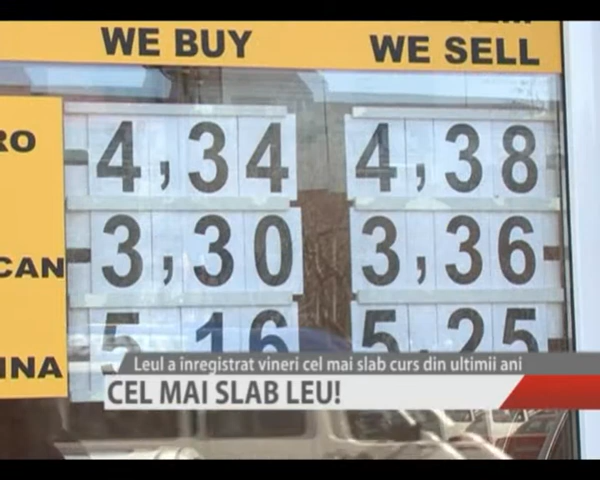 WE BUY
WE SELL
RO
4,34
4,38
CAN
3,30
3,36
NNA
5,16
5,25
Leul a inregistrat vineri cel mai slab curs din ultimii ani
CEL MAI SLAB LEU!